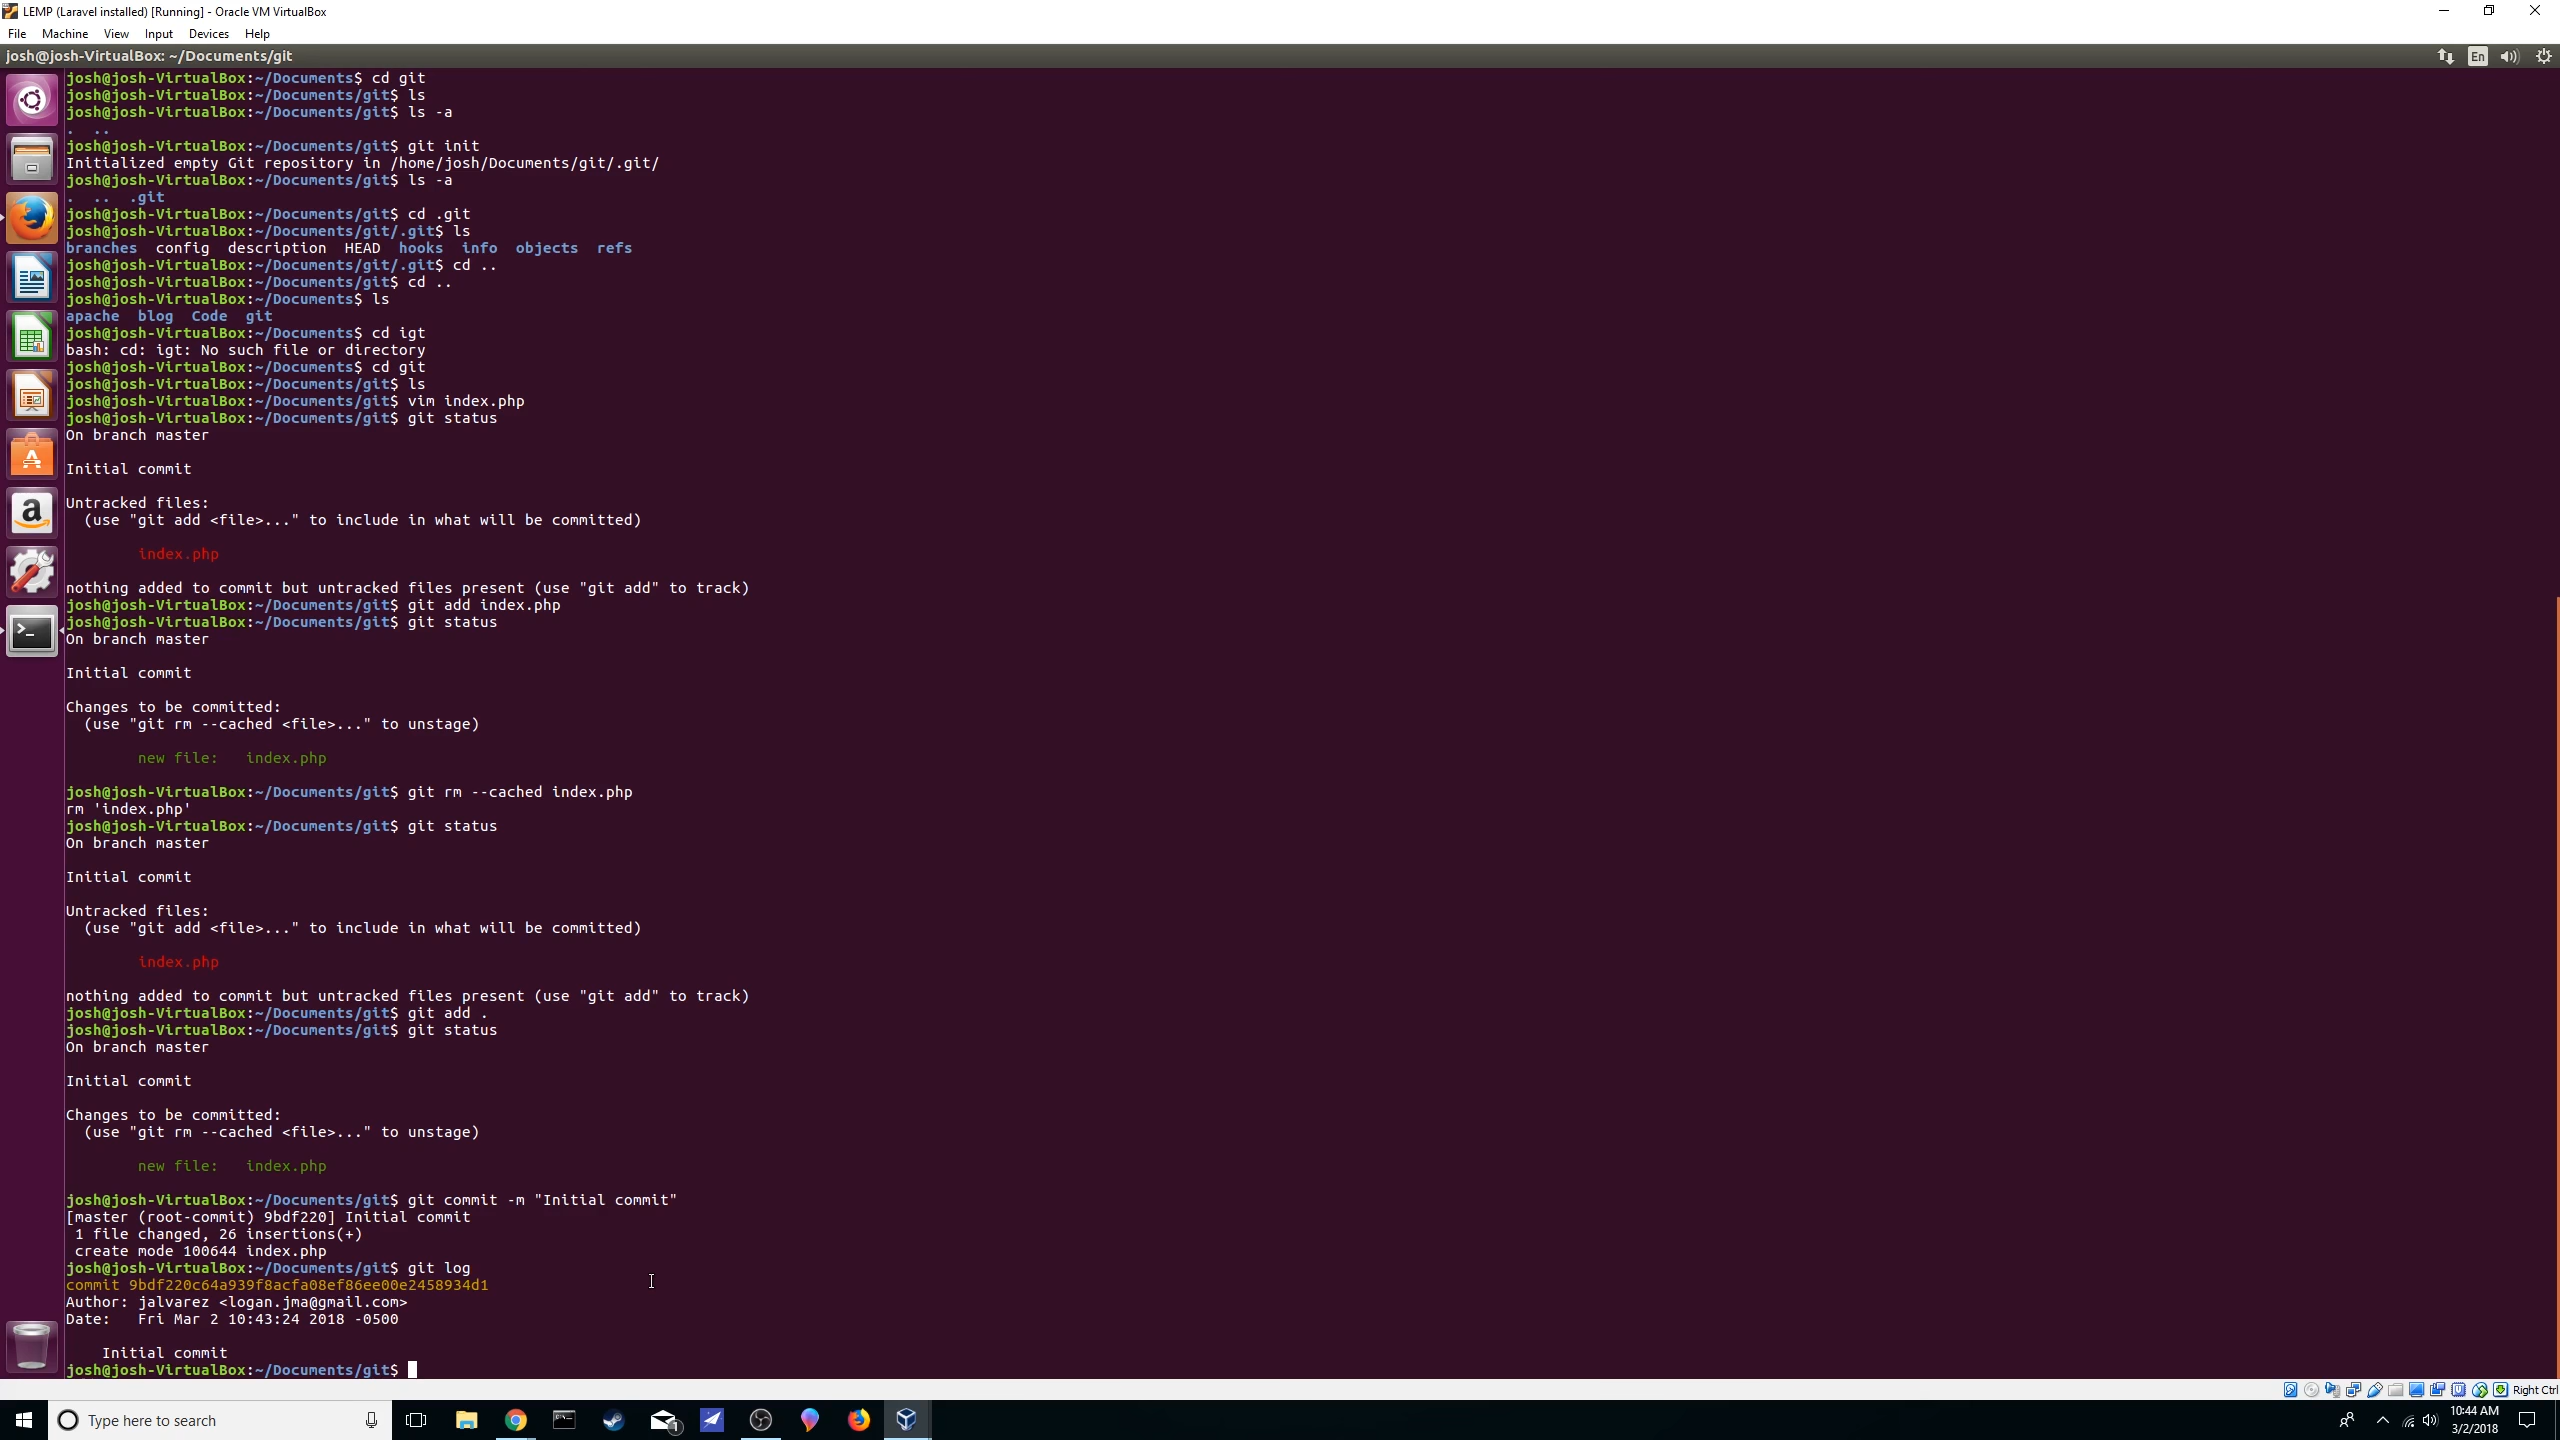 LEMP (Laravel installed) [Running] - Oracle VM VirtualBox
File Machine View Input Devices Help
josh@josh-VirtualBox: ~/Documents/git
En
josh@josh-VirtualBox:~/Documents$ cd git
josh@josh-VirtualBox:~/Documents/git$ ls
josh@josh-VirtualBox:~/Documents/git$ ls -a
. ..
josh@josh-VirtualBox:~/Documents/git$ git init
Initialized empty Git repository in /home/josh/Documents/git/.git/
josh@josh-VirtualBox:~/Documents/git$ ls -a
. .. .git
josh@josh-VirtualBox:~/Documents/git$ cd .git
josh@josh-VirtualBox:~/Documents/git/.git$ ls
branches config description HEAD hooks info objects refs
josh@josh-VirtualBox:~/Documents/git/.git$ cd ..
josh@josh-VirtualBox:~/Documents/git$ cd ..
josh@josh-VirtualBox:~/Documents$ ls
apache blog Code git
josh@josh-VirtualBox:~/Documents$ cd igt
bash: cd: igt: No such file or directory
josh@josh-VirtualBox:~/Documents$ cd git
josh@josh-VirtualBox:~/Documents/git$ ls
josh@josh-VirtualBox:~/Documents/git$ vim index.php
josh@josh-VirtualBox:~/Documents/git$ git status
On branch master
Initial commit
Untracked files:
(use "git add <file>..." to include in what will be committed)
index.php
nothing added to commit but untracked files present (use "git add" to track)
josh@josh-VirtualBox:~/Documents/git$ git add index.php
josh@josh-VirtualBox:~/Documents/git$ git status
On branch master
Initial commit
Changes to be committed:
(use "git rm --cached <file>..." to unstage)
new file: index.php
josh@josh-VirtualBox:~/Documents/git$ git rm --cached index.php
rm 'index.php'
josh@josh-VirtualBox:~/Documents/git$ git status
On branch master
Initial commit
Untracked files:
(use "git add <file>..." to include in what will be committed)
index.php
nothing added to commit but untracked files present (use "git add" to track)
josh@josh-VirtualBox:~/Documents/git$ git add .
josh@josh-VirtualBox:~/Documents/git$ git status
On branch master
Initial commit
Changes to be committed:
(use "git rm --cached <file>..." to unstage)
new file: index.php
josh@josh-VirtualBox:~/Documents/git$ git commit -m "Initial commit"
[master (root-commit) 9bdf220] Initial commit
1 file changed, 26 insertions(+)
create mode 100644 index.php
josh@josh-VirtualBox:~/Documents/git$ git log
commit 9bdf220c64a939f8acfa08ef86ee00e2458934d1
Author: jalvarez <logan.jma@gmail.com>
Date: Fri Mar 2 10:43:24 2018 -0500
Initial commit
josh@josh-VirtualBox:~/Documents/git$
Right Ctrl
Type here to search
1
10:44 AM
3/2/2018